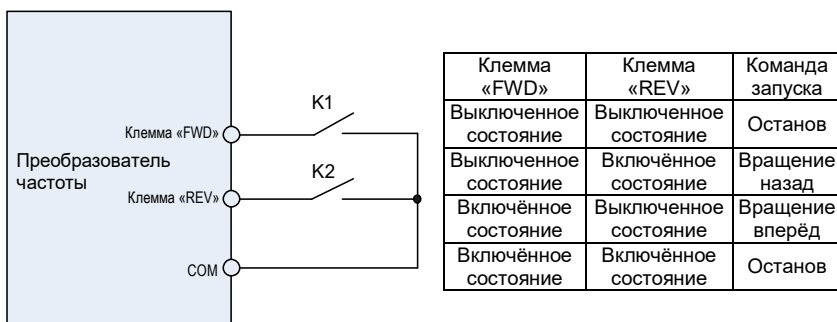 K1
Клемма «FWD»
Преобразователь
частоты
K2
Клемма «REV»
COM
Клемма «FWD» Клемма «REV» Команда запуска
Выключенное состояние Выключенное состояние Останов
Выключенное состояние Включённое состояние Вращение назад
Включённое состояние Выключенное состояние Вращение вперёд
Включённое состояние Включённое состояние Останов